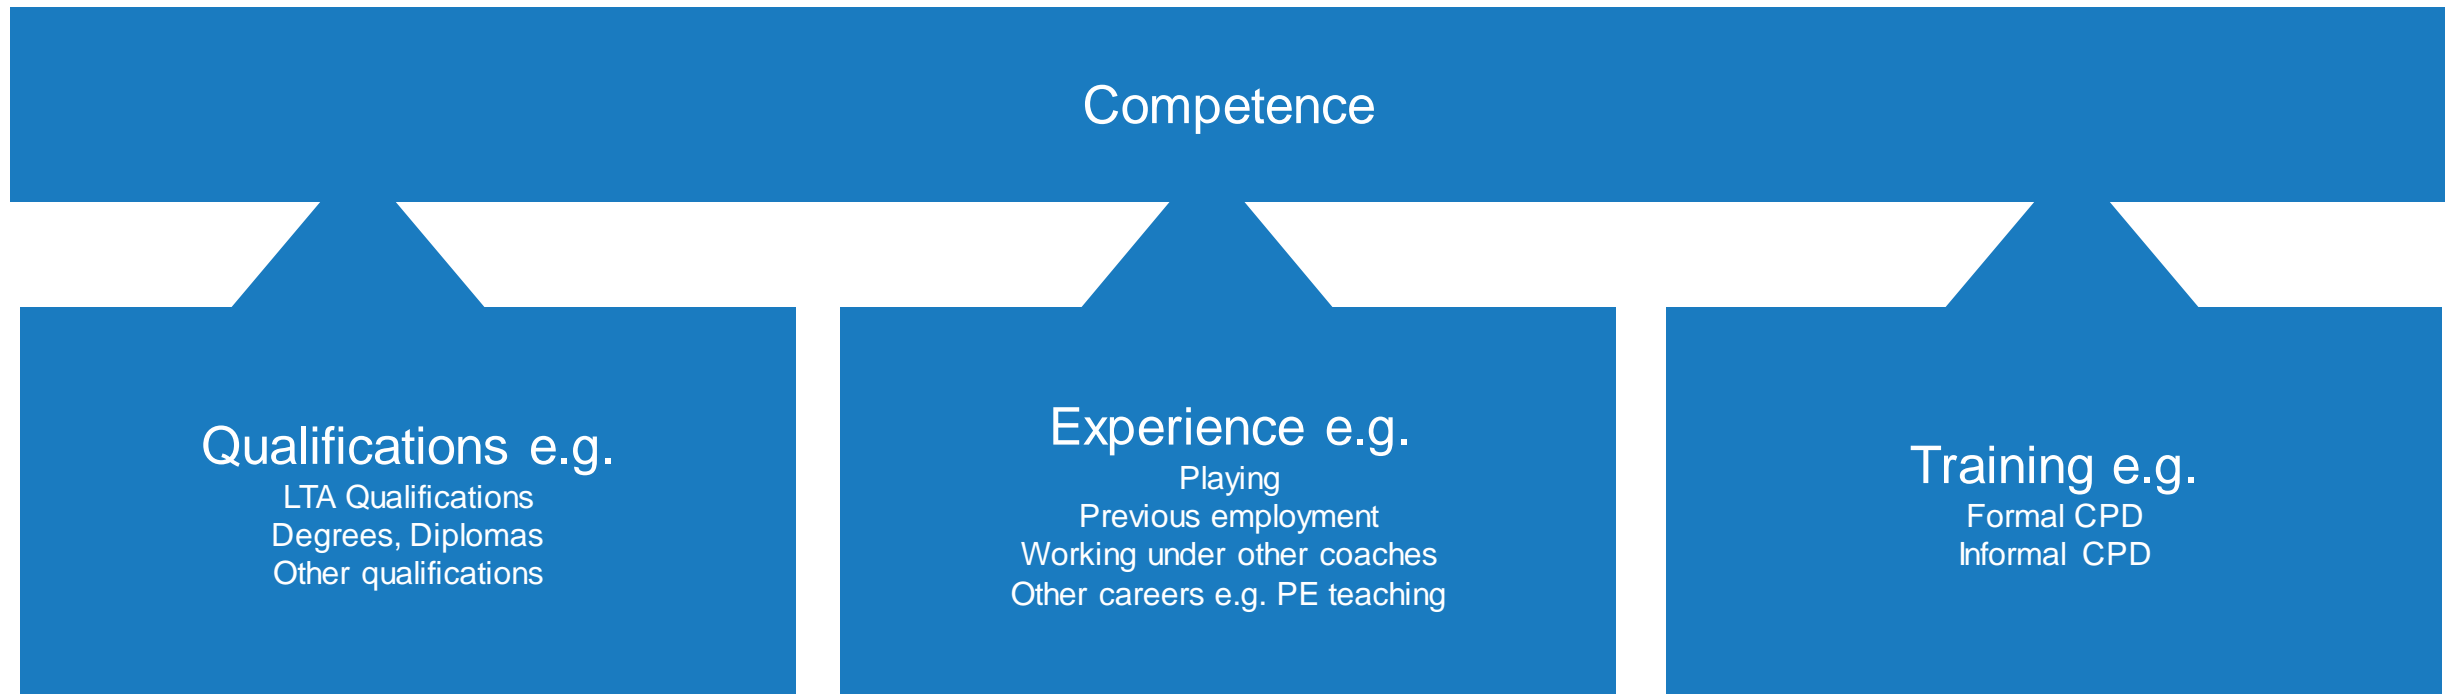 Competence
Qualifications e.g.
LTA Qualifications
Degrees, Diplomas
Other qualifications
Experience e.g.
Playing
Previous employment
Working under other coaches
Other careers e.g. PE teaching
Training e.g.
Formal CPD
Informal CPD